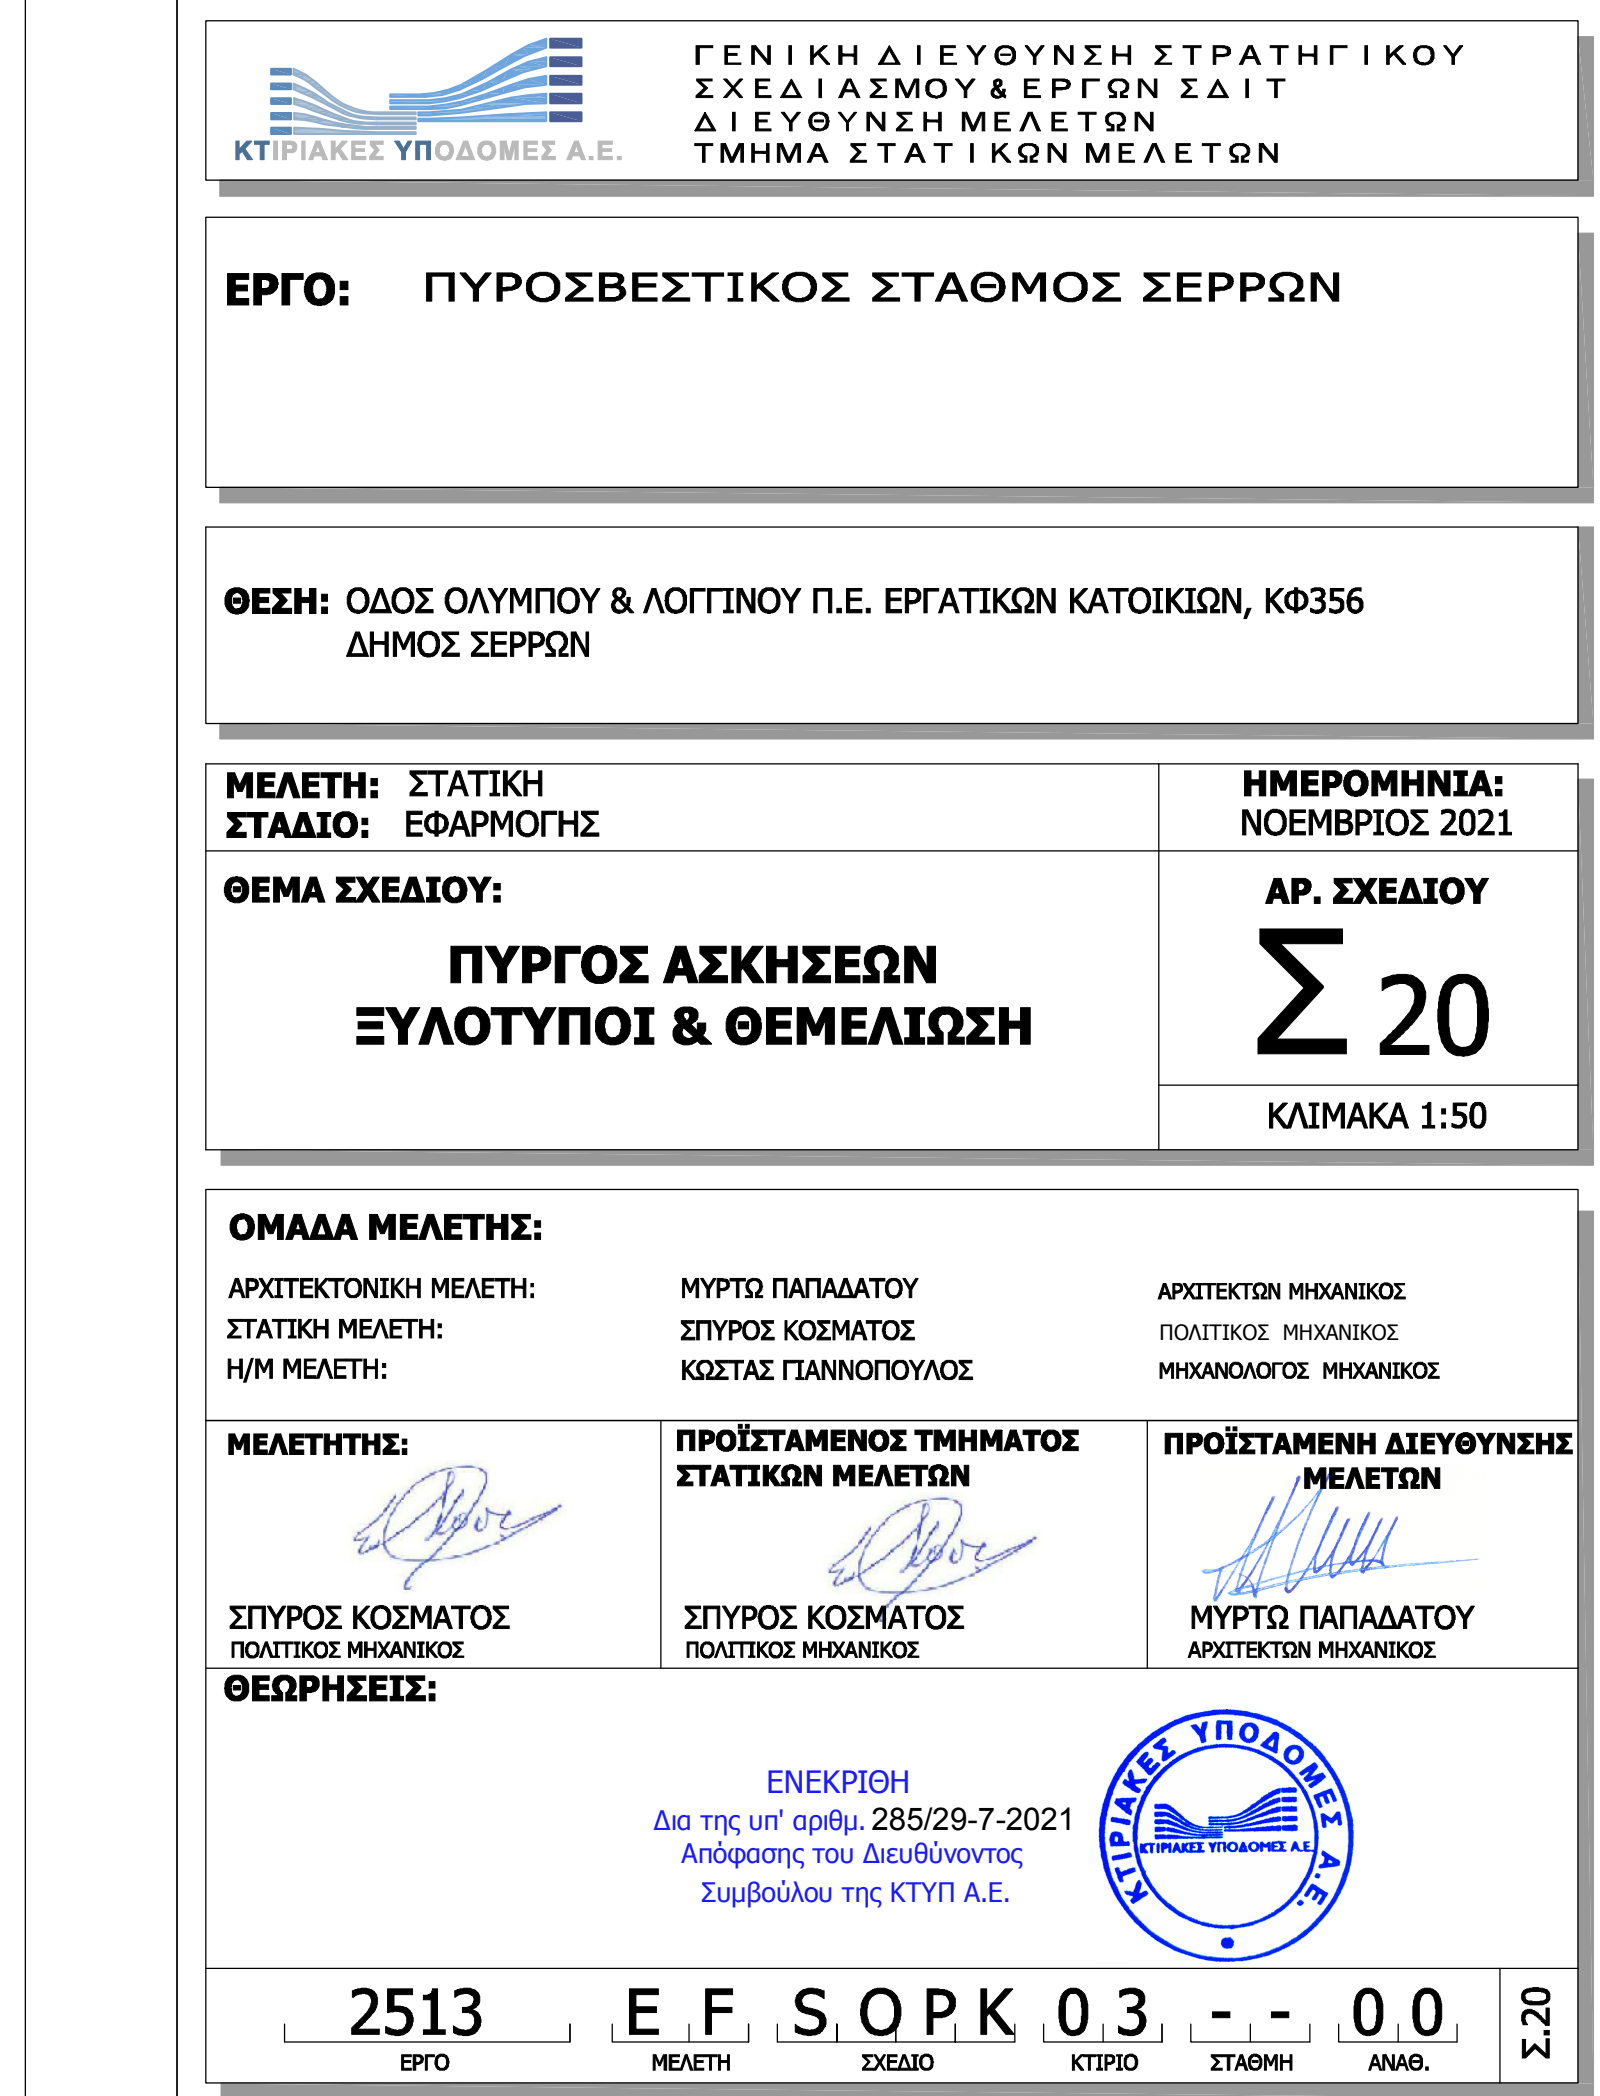 ΚΤΙΡΙΑΚΕΣ ΥΠΟΔΟΜΕΣ Α.Ε.
ΓΕΝΙΚΗ ΔΙΕΥΘΥΝΣΗ ΣΤΡΑΤΗΓΙΚΟΥ
ΣΧΕΔΙΑΣΜΟΥ & ΕΡΓΩΝ ΣΔΙΤ
ΔΙΕΥΘΥΝΣΗ ΜΕΛΕΤΩΝ
ΤΜΗΜΑ ΣΤΑΤΙΚΩΝ ΜΕΛΕΤΩΝ
ΕΡΓΟ: ΠΥΡΟΣΒΕΣΤΙΚΟΣ ΣΤΑΘΜΟΣ ΣΕΡΡΩΝ
ΘΕΣΗ: ΟΔΟΣ ΟΛΥΜΠΟΥ & ΛΟΓΓΙΝΟΥ Π.Ε. ΕΡΓΑΤΙΚΩΝ ΚΑΤΟΙΚΙΩΝ, ΚΦ356
ΔΗΜΟΣ ΣΕΡΡΩΝ
ΜΕΛΕΤΗ: ΣΤΑΤΙΚΗ
ΣΤΑΔΙΟ: ΕΦΑΡΜΟΓΗΣ
ΗΜΕΡΟΜΗΝΙΑ:
ΝΟΕΜΒΡΙΟΣ 2021
ΘΕΜΑ ΣΧΕΔΙΟΥ:
ΠΥΡΓΟΣ ΑΣΚΗΣΕΩΝ
ΞΥΛΟΤΥΠΟΙ & ΘΕΜΕΛΙΩΣΗ
ΑΡ. ΣΧΕΔΙΟΥ
Σ 20
ΚΛΙΜΑΚΑ 1:50
ΟΜΑΔΑ ΜΕΛΕΤΗΣ:
ΑΡΧΙΤΕΚΤΟΝΙΚΗ ΜΕΛΕΤΗ: ΜΥΡΤΩ ΠΑΠΑΔΑΤΟΥ ΑΡΧΙΤΕΚΤΩΝ ΜΗΧΑΝΙΚΟΣ
ΣΤΑΤΙΚΗ ΜΕΛΕΤΗ: ΣΠΥΡΟΣ ΚΟΣΜΑΤΟΣ ΠΟΛΙΤΙΚΟΣ ΜΗΧΑΝΙΚΟΣ
Η/Μ ΜΕΛΕΤΗ: ΚΩΣΤΑΣ ΓΙΑΝΝΟΠΟΥΛΟΣ ΜΗΧΑΝΟΛΟΓΟΣ ΜΗΧΑΝΙΚΟΣ
ΜΕΛΕΤΗΤΗΣ:
ΣΠΥΡΟΣ ΚΟΣΜΑΤΟΣ
ΠΟΛΙΤΙΚΟΣ ΜΗΧΑΝΙΚΟΣ
ΠΡΟΪΣΤΑΜΕΝΟΣ ΤΜΗΜΑΤΟΣ
ΣΤΑΤΙΚΩΝ ΜΕΛΕΤΩΝ
ΣΠΥΡΟΣ ΚΟΣΜΑΤΟΣ
ΠΟΛΙΤΙΚΟΣ ΜΗΧΑΝΙΚΟΣ
ΠΡΟΪΣΤΑΜΕΝΗ ΔΙΕΥΘΥΝΣΗΣ
ΜΕΛΕΤΩΝ
ΜΥΡΤΩ ΠΑΠΑΔΑΤΟΥ
ΑΡΧΙΤΕΚΤΩΝ ΜΗΧΑΝΙΚΟΣ
ΘΕΩΡΗΣΕΙΣ:
ΕΝΕΚΡΙΘΗ
Δια της υπ' αριθμ. 285/29-7-2021
Απόφασης του Διευθύνοντος
Συμβούλου της ΚΤΥΠ Α.Ε.
ΚΤΙΡΙΑΚΕΣ ΥΠΟΔΟΜΕΣ Α.Ε.
ΚΤΙΡΙΑΚΕΣ ΥΠΟΔΟΜΕΣ Α.Ε.
2513 E F S O P K 0 3 - - 0 0
ΕΡΓΟ ΜΕΛΕΤΗ ΣΧΕΔΙΟ ΚΤΙΡΙΟ ΣΤΑΘΜΗ ΑΝΑΘ.
Σ.20